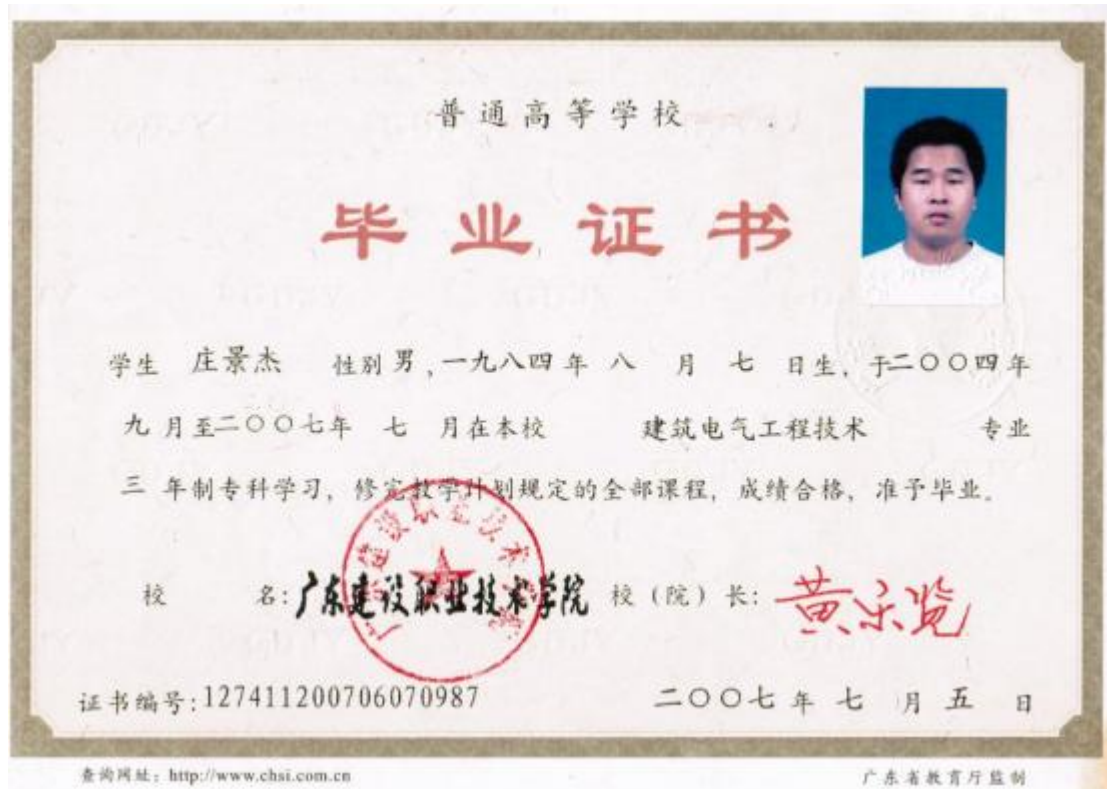 普通高等学校
毕业证书
学生 庄景杰 性别 男，一九八四年 八 月 七 日生，于二〇〇四年
九 月至二〇〇七年 七 月在本校 建筑电气工程技术 专业
三 年制专科学习，修完教学计划规定的全部课程，成绩合格，准予毕业。
校 名：广东建设职业技术学院 校（院）长：
证书编号：127411200706070987 二〇〇七年 七 月 五 日
查询网址：http://www.chsi.com.cn 广东省教育厅监制